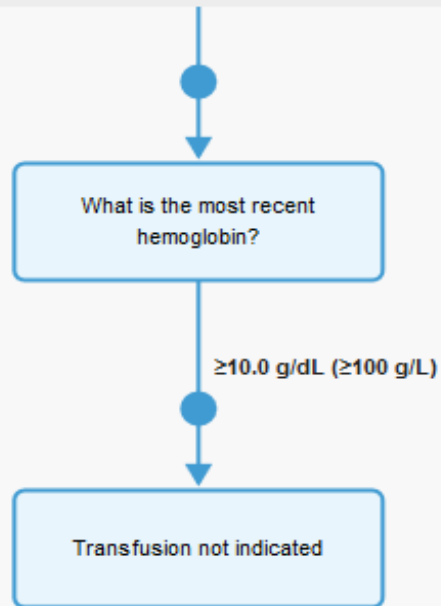 What is the most recent
hemoglobin?
≥10.0 g/dL (≥100 g/L)
Transfusion not indicated